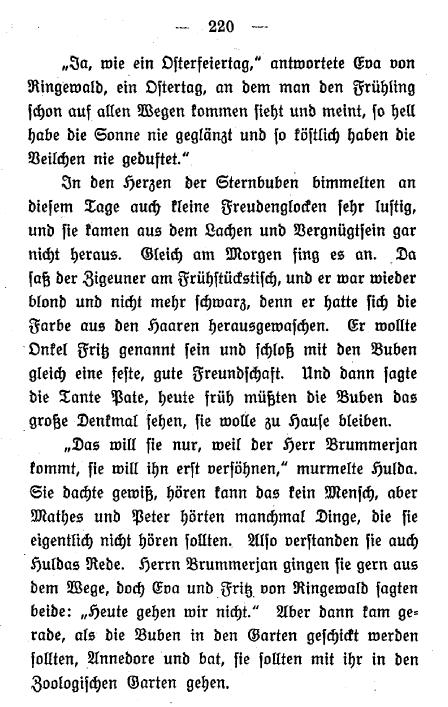 — 220 —
„Ja, wie ein Osterfeiertag,“ antwortete Eva von
Ringewald, ein Ostertag, an dem man den Frühling
schon auf allen Wegen kommen sieht und meint, so hell
habe die Sonne nie geglänzt und so köstlich haben die
Veilchen nie geduftet.“
In den Herzen der Sternbuben bimmelten an
diesem Tage auch kleine Freudenglocken sehr lustig,
und sie kamen aus dem Lachen und Vergnügtsein gar
nicht heraus. Gleich am Morgen fing es an. Da
saß der Zigeuner am Frühstückstisch, und er war wieder
blond und nicht mehr schwarz, denn er hatte sich die
Farbe aus den Haaren herausgewaschen. Er wollte
Onkel Fritz genannt sein und schloß mit den Buben
gleich eine feste, gute Freundschaft. Und dann sagte
die Tante Pate, heute früh müßten die Buben das
große Denkmal sehen, sie wolle zu Hause bleiben.
„Das will sie nur, weil der Herr Brummerjan
kommt, sie will ihn erst versöhnen,“ murmelte Hulda.
Sie dachte gewiß, hören kann das kein Mensch, aber
Mathes und Peter hörten manchmal Dinge, die sie
eigentlich nicht hören sollten. Also verstanden sie auch
Huldas Rede. Herrn Brummerjan gingen sie gern aus
dem Wege, doch Eva und Fritz von Ringewald sagten
beide: „Heute gehen wir nicht.“ Aber dann kam ge-
rade, als die Buben in den Garten geschickt werden
sollten, Annedore und bat, sie sollten mit ihr in den
Zoologischen Garten gehen.